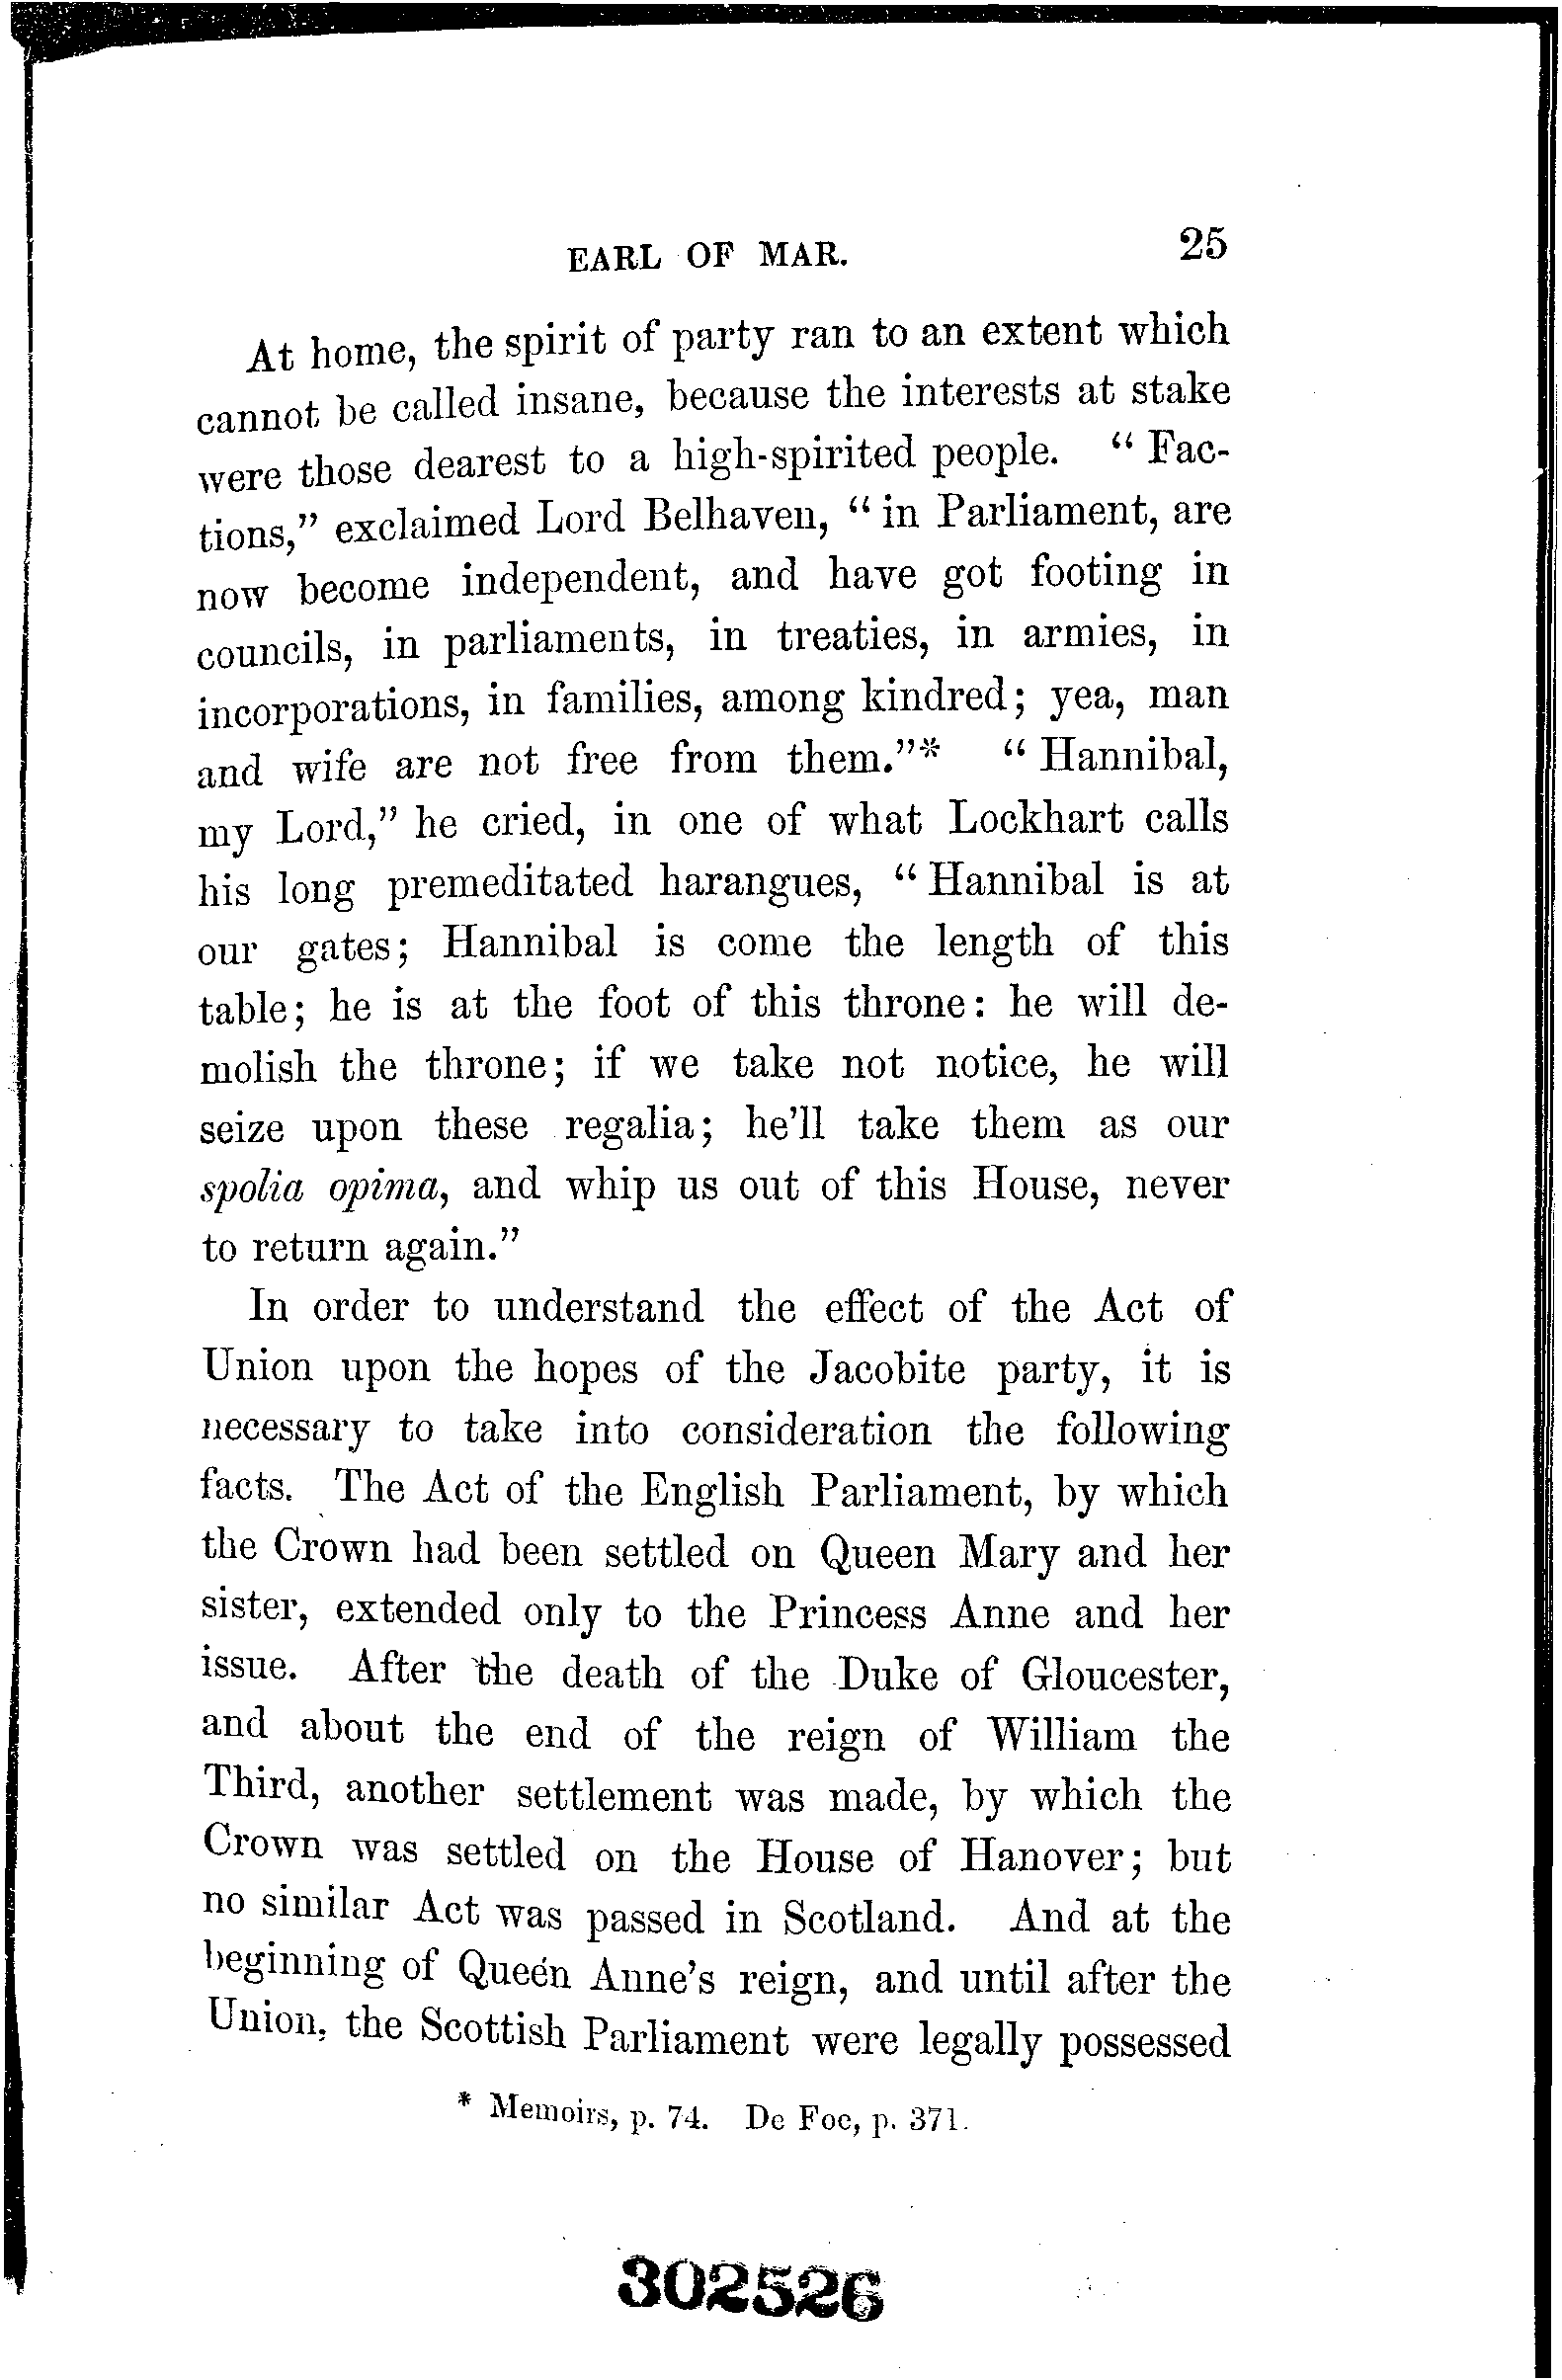 EARL OF MAR. 25
At home, the spirit of party ran to an extent which
cannot be called insane, because the interests at stake
were those dearest to a high-spirited people. " Fac-
tions," exclaimed Lord Belhaven, " in Parliament, are
now become independent, and have got footing in
councils, in parliaments, in treaties, in armies, in
incorporations, in families, among kindred; yea, man
and wife are not free from them."* " Hannibal,
my Lord," he cried, in one of what Lockhart calls
his long premeditated harangues, " Hannibal is at
our gates; Hannibal is come the length of this
table; he is at the foot of this throne: he will de-
molish the throne; if we take not notice, he will
seize upon these regalia; he'll take them as our
spolia opima, and whip us out of this House, never
to return again."
In order to understand the effect of the Act of
Union upon the hopes of the Jacobite party, it is
necessary to take into consideration the following
facts. The Act of the English Parliament, by which
the Crown had been settled on Queen Mary and her
sister, extended only to the Princess Anne and her
issue. After the death of the Duke of Gloucester,
and about the end of the reign of William the
Third, another settlement was made, by which the
Crown was settled on the House of Hanover; but
no similar Act was passed in Scotland. And at the
beginning of Queen Anne's reign, and until after the
Union, the Scottish Parliament were legally possessed
* Memoirs, p. 74. De Foe, p. 371.
302526